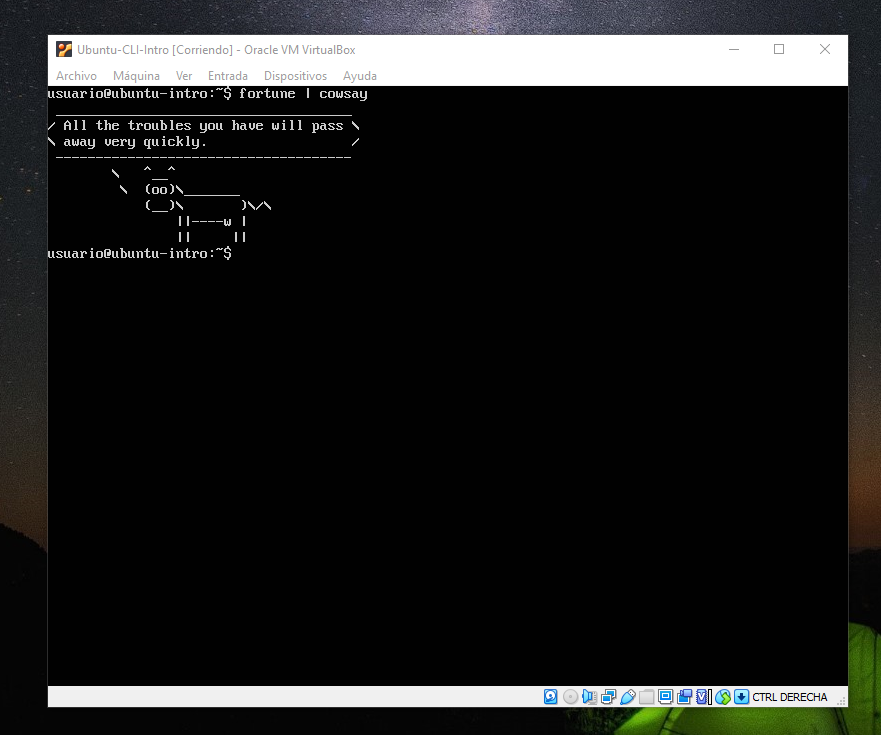 Ubuntu-CLI-Intro [Corriendo] - Oracle VM VirtualBox
Archivo Máquina Ver Entrada Dispositivos Ayuda
usuario@ubuntu-intro:~$ fortune | cowsay
 _____________________________________
/ All the troubles you have will pass \
\ away very quickly.                  /
 -------------------------------------
        \   ^__^
         \  (oo)\_______
            (__)\       )\/\
                ||----w |
                ||     ||
usuario@ubuntu-intro:~$
CTRL DERECHA